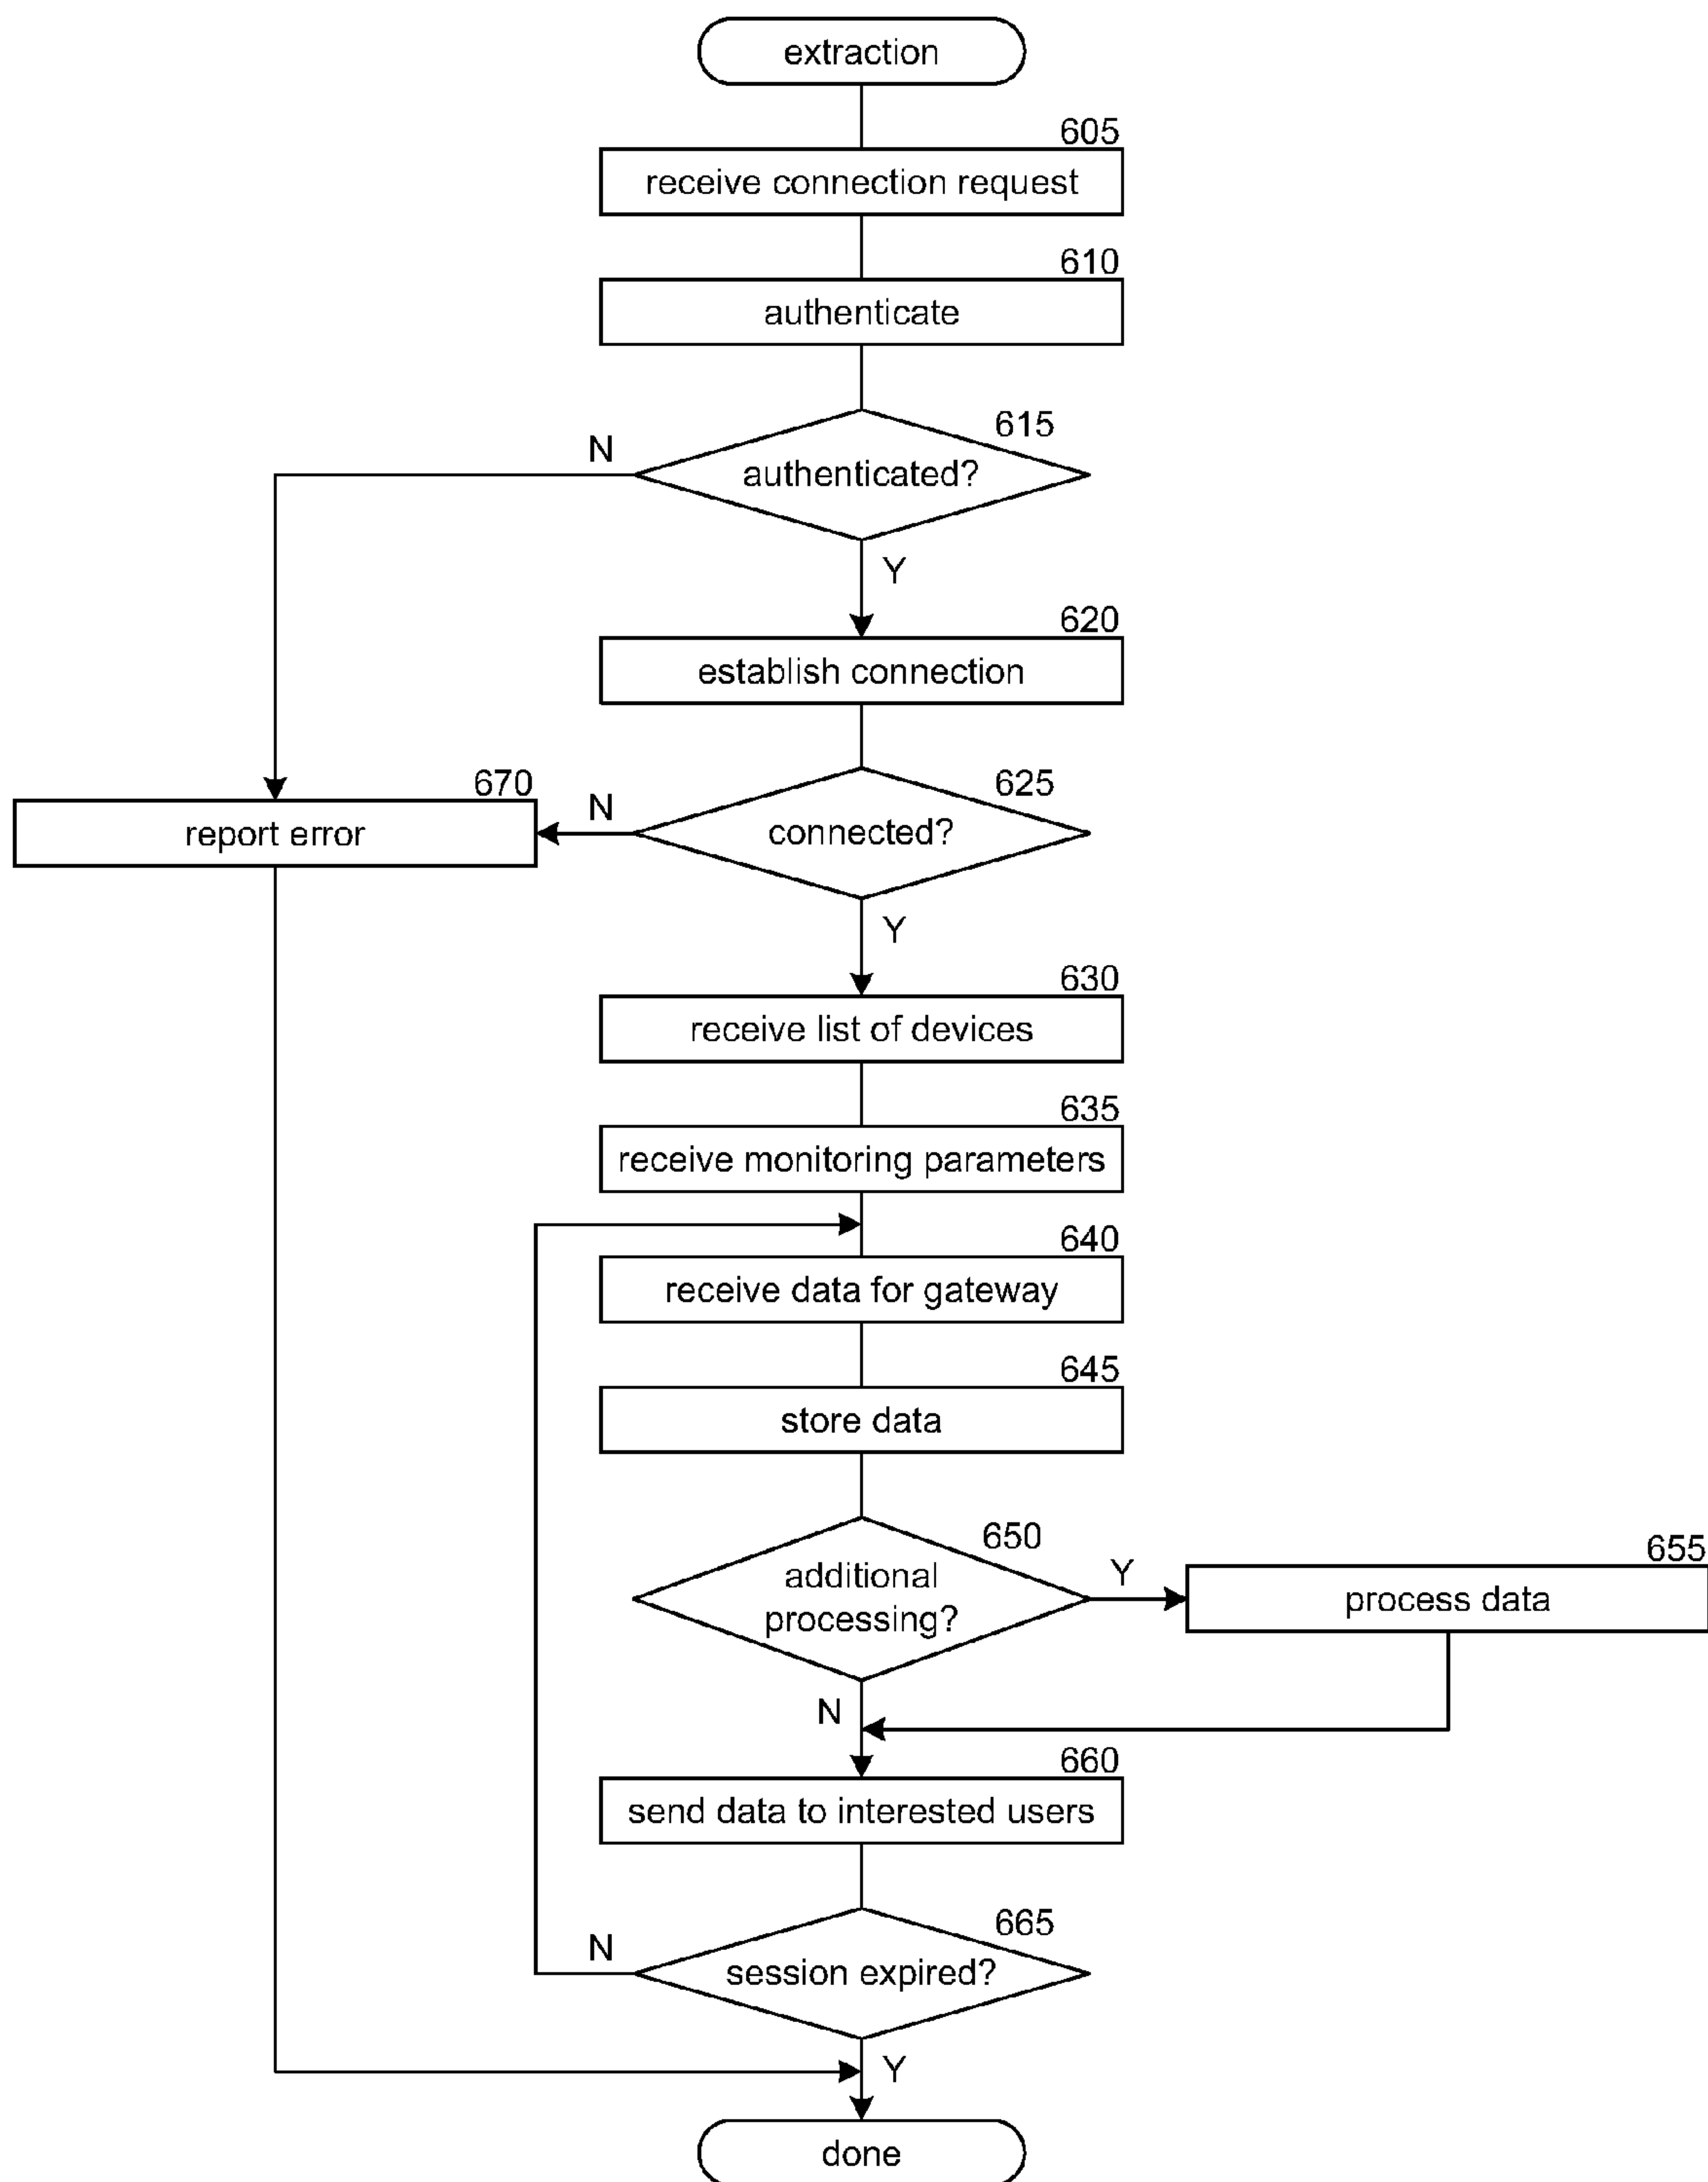 extraction
605
receive connection request
610
authenticate
615
N
authenticated?
Y
620
establish connection
670
N
625
report error
connected?
Y
630
receive list of devices
635
receive monitoring parameters
640
receive data for gateway
645
store data
650
additional
processing?
Y
655
process data
N
660
send data to interested users
665
N
session expired?
Y
done